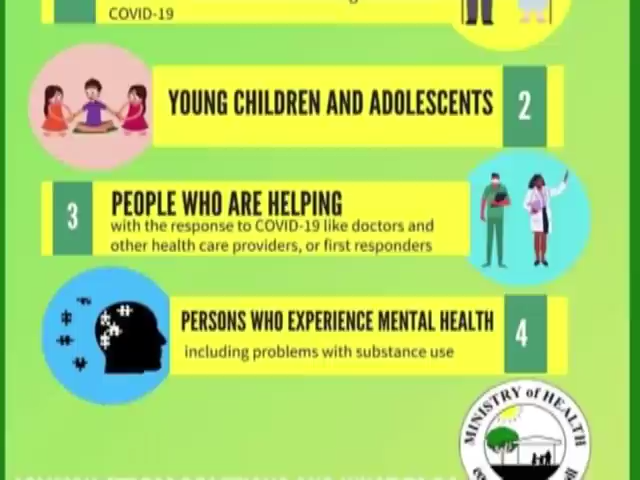 COVID-19
YOUNG CHILDREN AND ADOLESCENTS
2
3
PEOPLE WHO ARE HELPING
with the response to COVID-19 like doctors and
other health care providers, or first responders
PERSONS WHO EXPERIENCE MENTAL HEALTH
4
including problems with substance use
MINISTRY of HEALTH